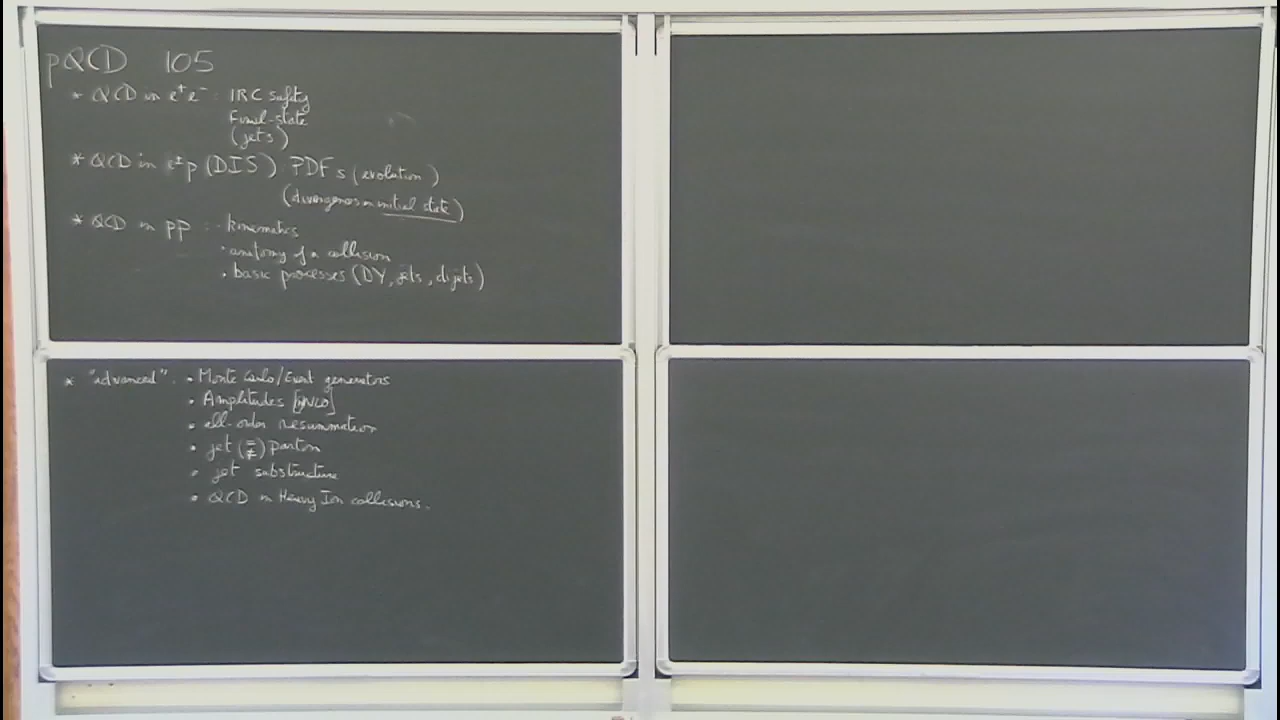 pQCD 105
* QCD in e⁺e⁻ : IRC safety
Final-state
(jets)
* QCD in e±p (DIS) : PDFs (evolution)
(divergences in initial state)
* QCD in pp : - kinematics
· anatomy of a collision
· basic processes (DY, jets, dijets)
* "advanced" · Monte Carlo/Event generators
· Amplitudes
· all-order resummation
· jet (=/≠) parton
· jet substructure
· QCD in Heavy Ion collisions.